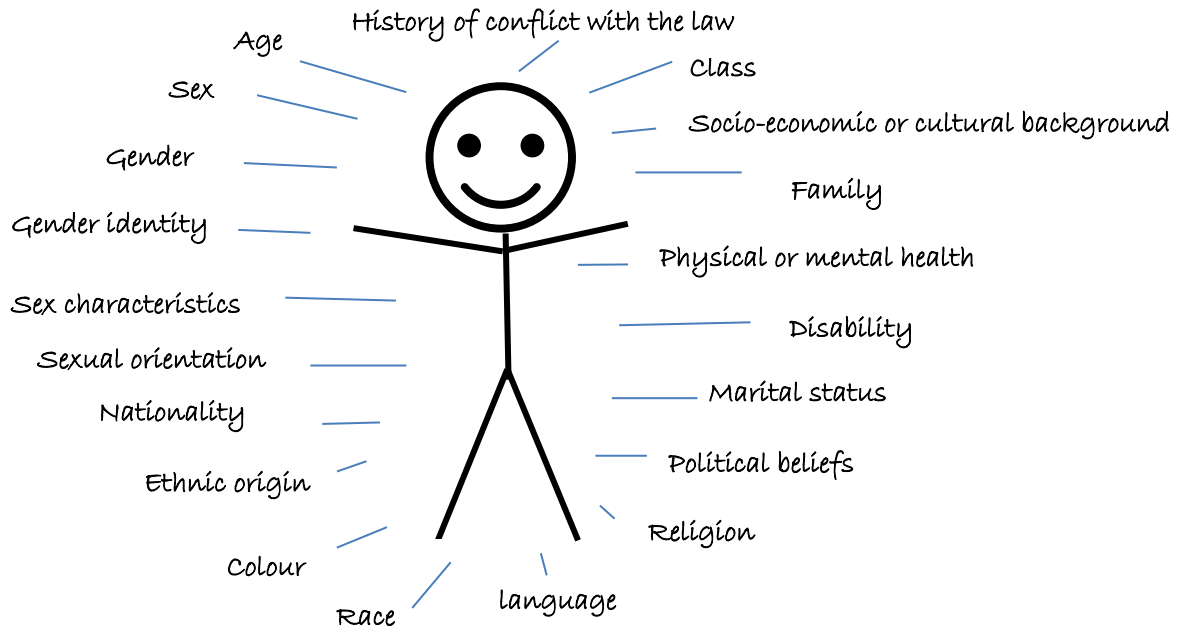 History of conflict with the law
Age
Class
Sex
Socio-economic or cultural background
Gender
Family
Gender identity
Physical or mental health
Sex characteristics
Disability
Sexual orientation
Marital status
Nationality
Political beliefs
Ethnic origin
Religion
Colour
language
Race